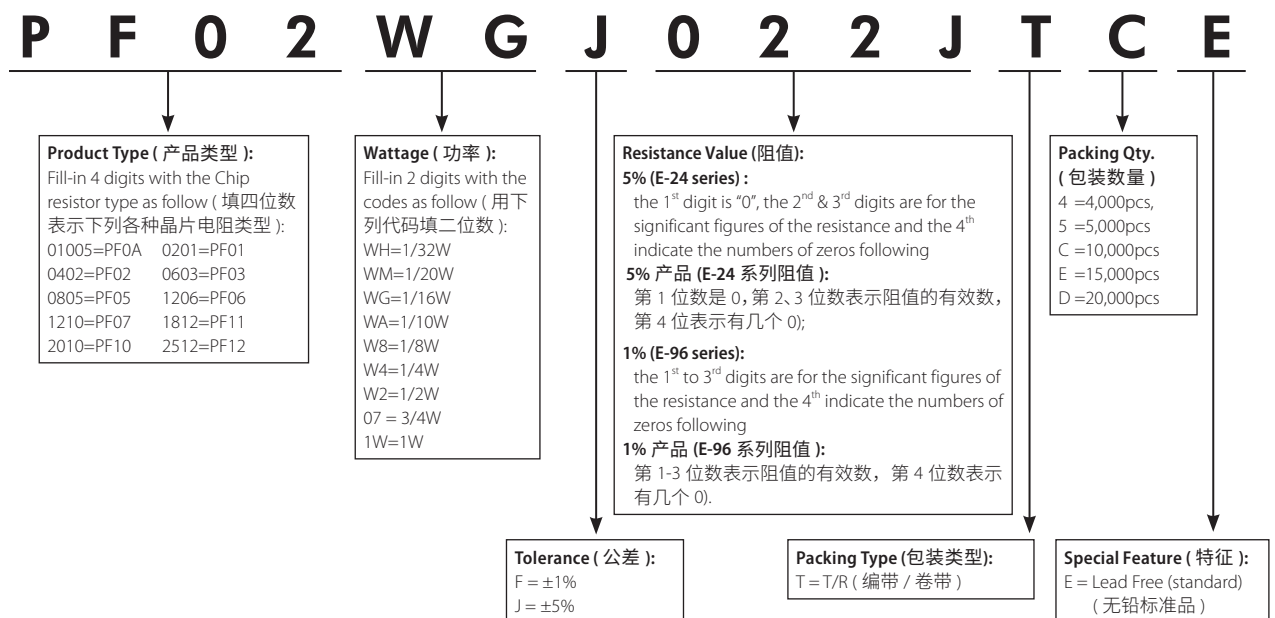 P F 0 2 W G J 0 2 2 J T C E
Product Type ( 产品类型 ):
Fill-in 4 digits with the Chip
resistor type as follow ( 填四位数
表示下列各种晶片电阻类型 ):
01005=PF0A 0201=PF01
0402=PF02 0603=PF03
0805=PF05 1206=PF06
1210=PF07 1812=PF11
2010=PF10 2512=PF12
Wattage ( 功率 ):
Fill-in 2 digits with the
codes as follow ( 用下
列代码填二位数 ):
WH=1/32W
WM=1/20W
WG=1/16W
WA=1/10W
W8=1/8W
W4=1/4W
W2=1/2W
07 = 3/4W
1W=1W
Resistance Value (阻值):
5% (E-24 series) :
the 1st digit is “0”, the 2nd & 3rd digits are for the
significant figures of the resistance and the 4th
indicate the numbers of zeros following
5% 产品 (E-24 系列阻值 ):
第 1 位数是 0，第 2、3 位数表示阻值的有效数，
第 4 位表示有几个 0);
1% (E-96 series):
the 1st to 3rd digits are for the significant figures of
the resistance and the 4th indicate the numbers of
zeros following
1% 产品 (E-96 系列阻值 ):
第 1-3 位数表示阻值的有效数，第 4 位数表示
有几个 0).
Packing Qty.
( 包装数量 )
4 =4,000pcs,
5 =5,000pcs
C =10,000pcs
E =15,000pcs
D =20,000pcs
Tolerance ( 公差 ):
F = ±1%
J = ±5%
Packing Type (包装类型):
T = T/R ( 编带 / 卷带 )
Special Feature ( 特征 ):
E = Lead Free (standard)
( 无铅标准品 )